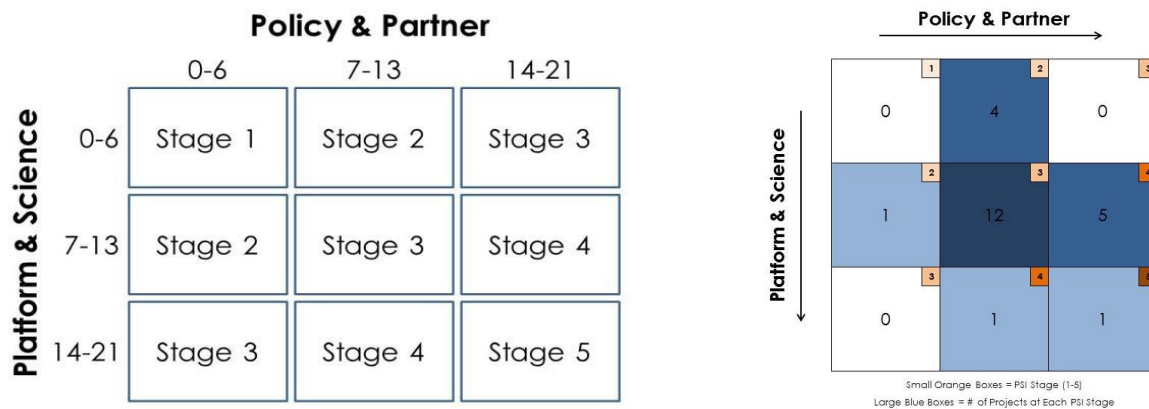 Policy & Partner
0-6 7-13 14-21
Platform & Science
0-6 Stage 1 Stage 2 Stage 3
7-13 Stage 2 Stage 3 Stage 4
14-21 Stage 3 Stage 4 Stage 5
Policy & Partner
Platform & Science
1 2 3
0 4 0
2 3 4
1 12 5
3 4 5
0 1 1
Small Orange Boxes = PSI Stage (1-5)
Large Blue Boxes = # of Projects at Each PSI Stage